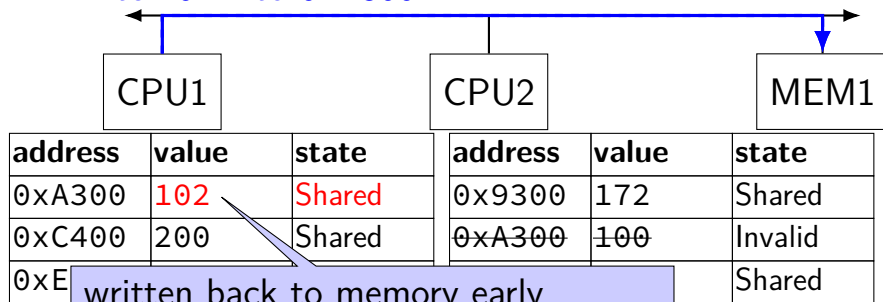 CPU1 CPU2 MEM1
address value state address value state
0xA300 102 Shared 0x9300 172 Shared
0xC400 200 Shared 0xA300 100 Invalid
0xE Shared
written back to memory early